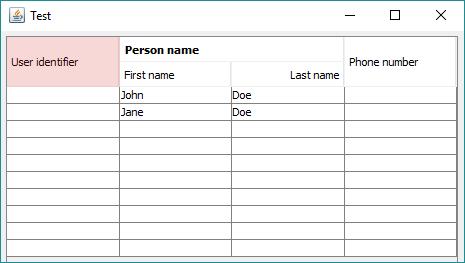 Test
Person name
User identifier
Phone number
First name Last name
John Doe
Jane Doe